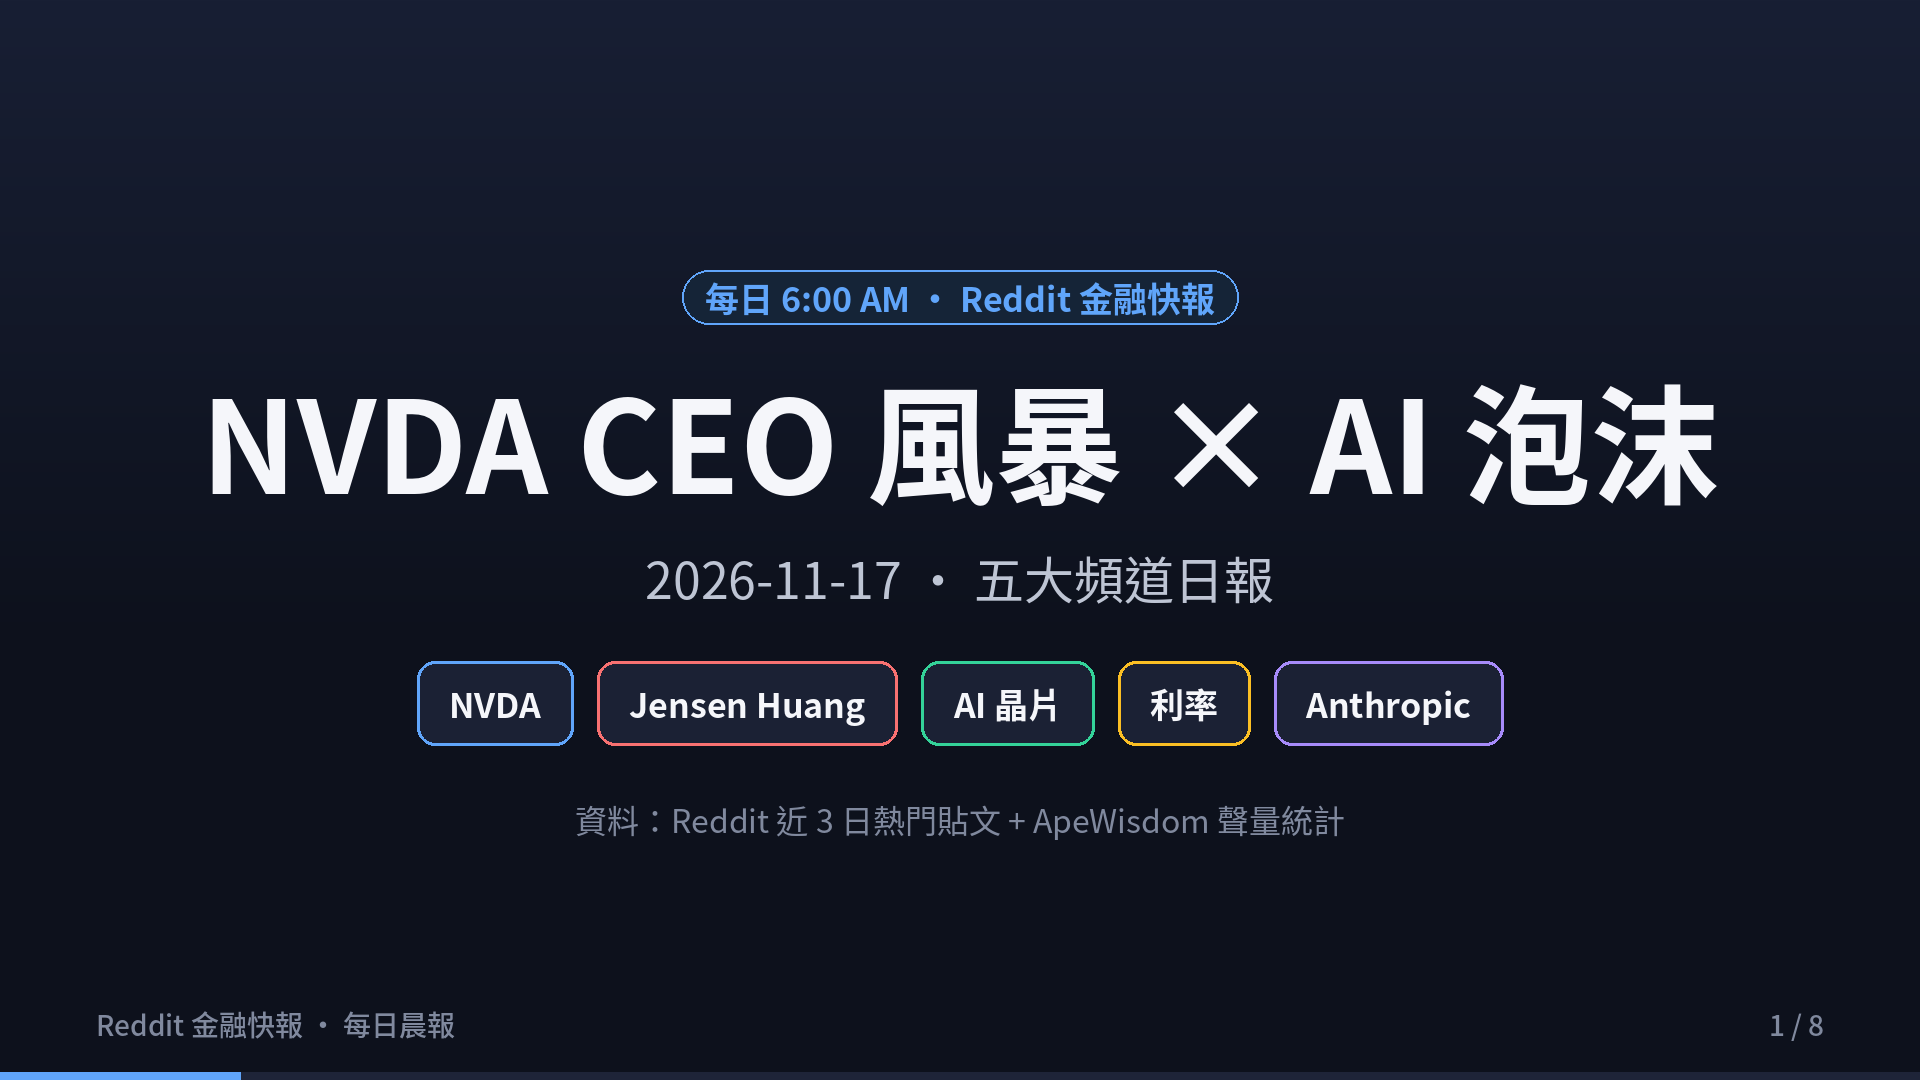 每日 6:00 AM · Reddit 金融快報
NVDA CEO 風暴 × AI 泡沫
2026-11-17 · 五大頻道日報
NVDA
Jensen Huang
AI 晶片
利率
Anthropic
資料：Reddit 近 3 日熱門貼文 + ApeWisdom 聲量統計
Reddit 金融快報 · 每日晨報
1 / 8